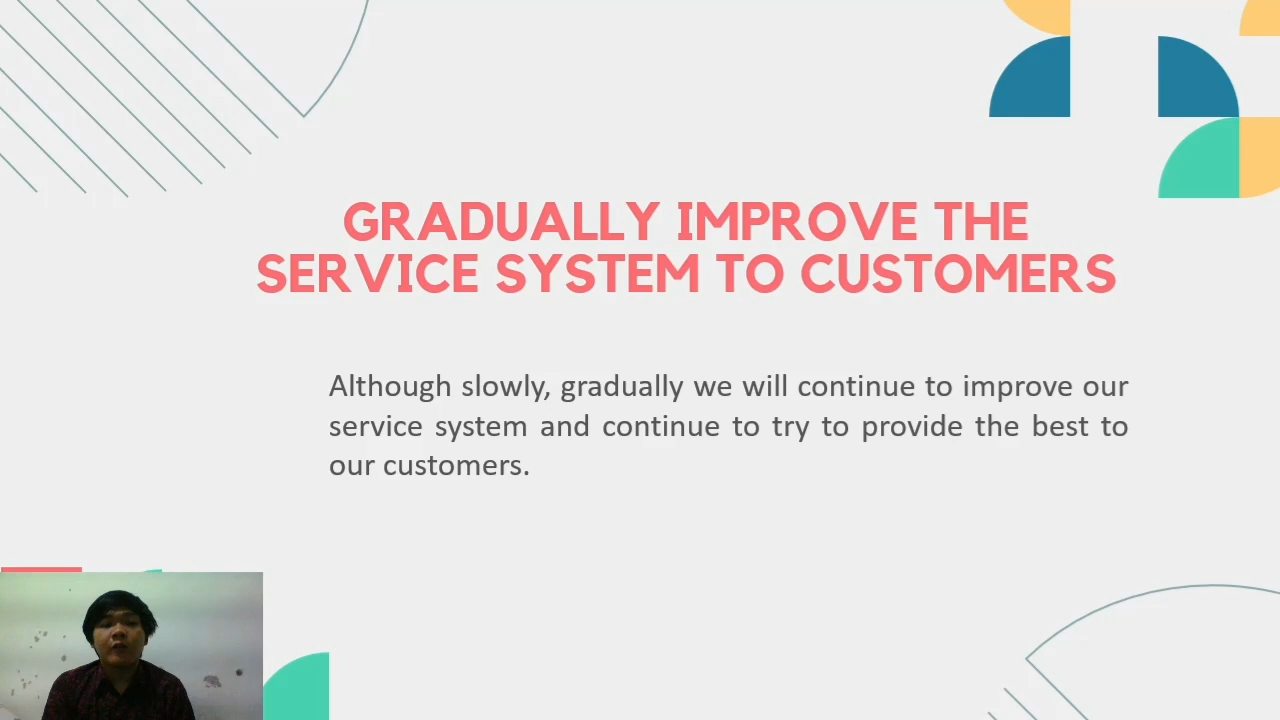 GRADUALLY IMPROVE THE
SERVICE SYSTEM TO CUSTOMERS
Although slowly, gradually we will continue to improve our
service system and continue to try to provide the best to
our customers.